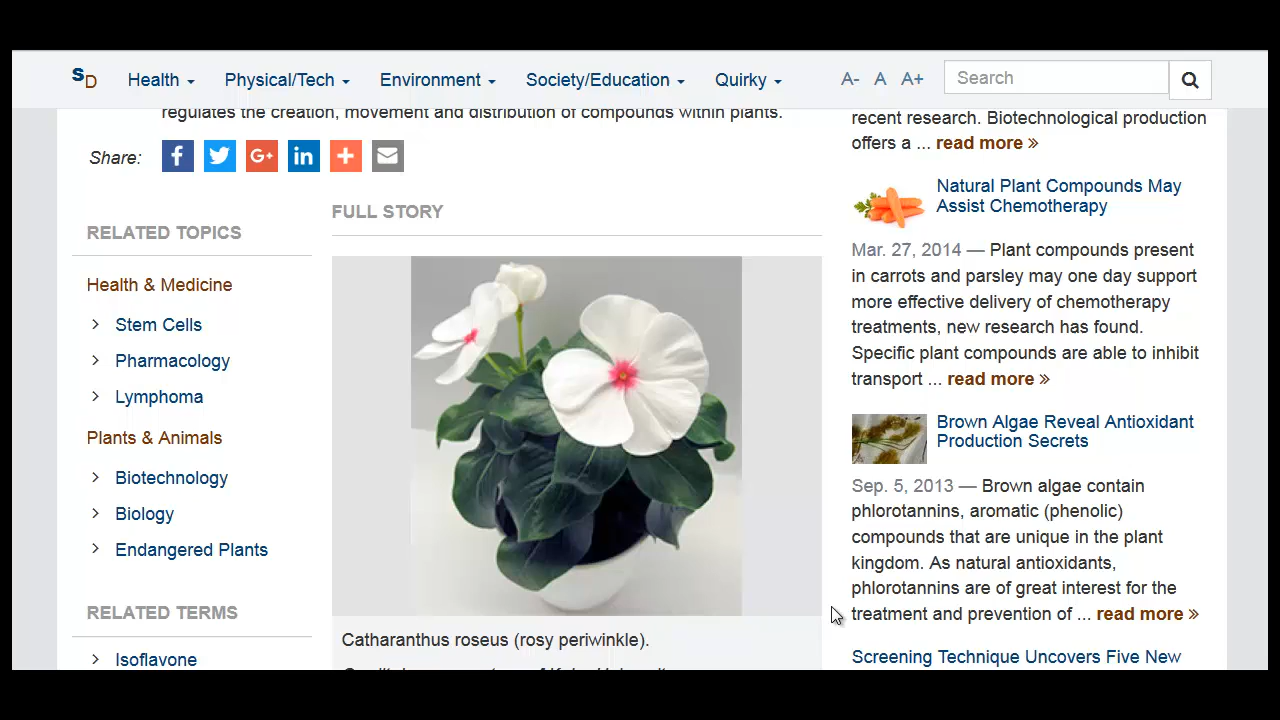 SD
Health
Physical/Tech
Environment
Society/Education
Quirky
A- A A+
Search
regulates the creation, movement and distribution of compounds within plants.
Share:
RELATED TOPICS
Health & Medicine
Stem Cells
Pharmacology
Lymphoma
Plants & Animals
Biotechnology
Biology
Endangered Plants
RELATED TERMS
Isoflavone
FULL STORY
Catharanthus roseus (rosy periwinkle).
recent research. Biotechnological production
offers a ... read more »
Natural Plant Compounds May
Assist Chemotherapy
Mar. 27, 2014 — Plant compounds present
in carrots and parsley may one day support
more effective delivery of chemotherapy
treatments, new research has found.
Specific plant compounds are able to inhibit
transport ... read more »
Brown Algae Reveal Antioxidant
Production Secrets
Sep. 5, 2013 — Brown algae contain
phlorotannins, aromatic (phenolic)
compounds that are unique in the plant
kingdom. As natural antioxidants,
phlorotannins are of great interest for the
treatment and prevention of ... read more »
Screening Technique Uncovers Five New